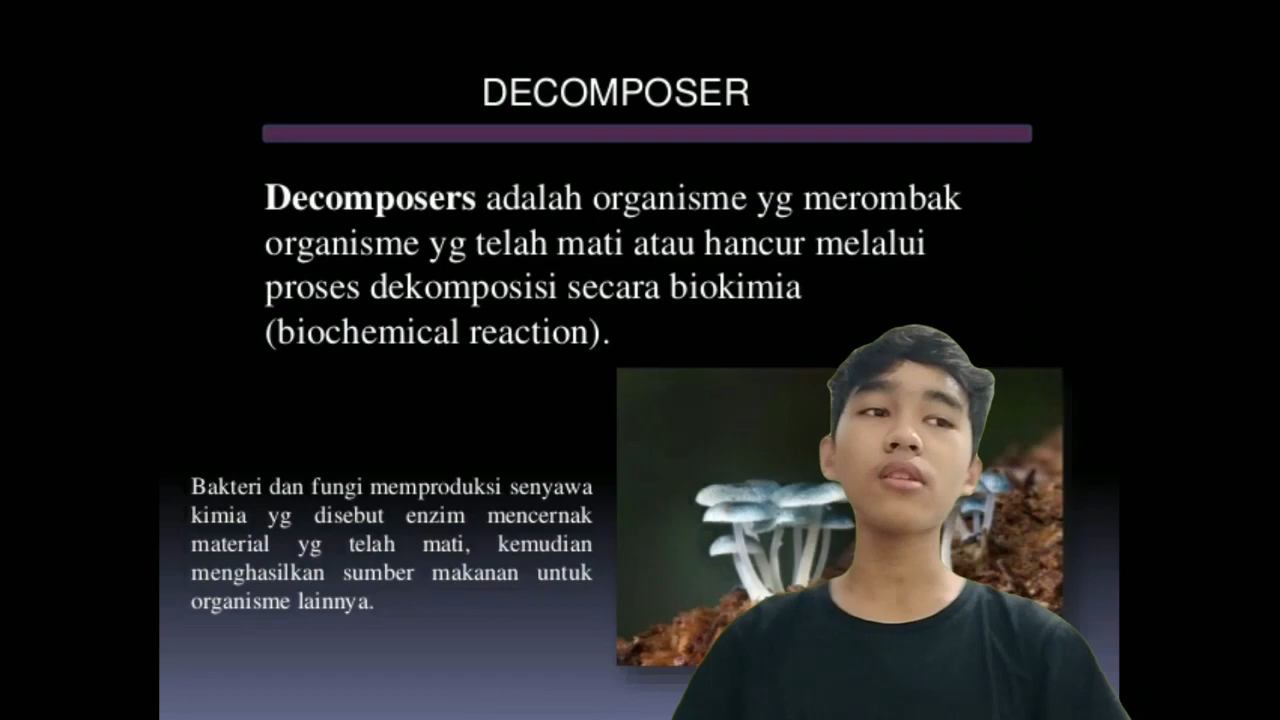 DECOMPOSER
Decomposers adalah organisme yg merombak
organisme yg telah mati atau hancur melalui
proses dekomposisi secara biokimia
(biochemical reaction).
Bakteri dan fungi memproduksi senyawa
kimia yg disebut enzim mencernak
material yg telah mati, kemudian
menghasilkan sumber makanan untuk
organisme lainnya.